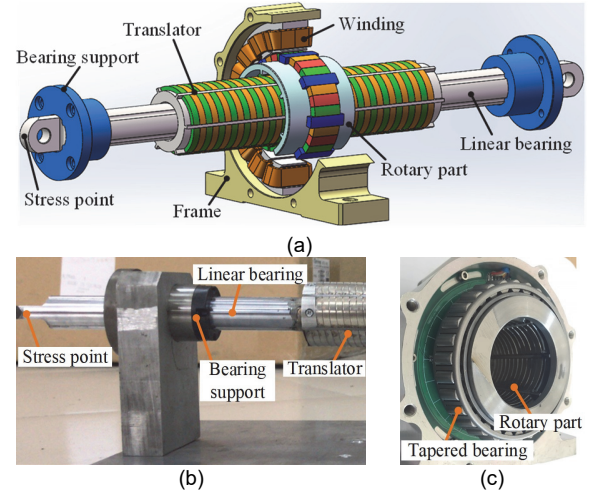 Translator
Winding
Bearing support
Linear bearing
Rotary part
Stress point
Frame
(a)
Linear bearing
Stress point
Bearing
support
Translator
Rotary part
Tapered bearing
(b)
(c)